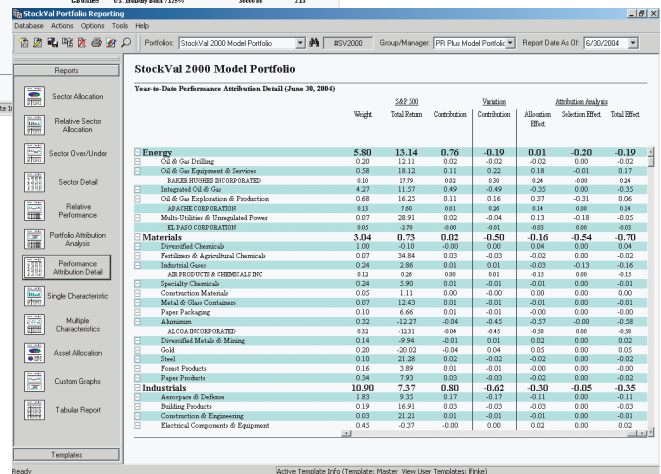 StockVal Portfolio Reporting
Database Actions Options Tools Help
Portfolios: StockVal 2000 Model Portfolio #SV2000 Group/Manager: PR Plus Model Portfolic Report Date As Of: 6/30/2004
Reports
Sector Allocation
Relative Sector Allocation
Sector Over/Under
Sector Detail
Relative Performance
Portfolio Attribution Analysis
Performance Attribution Detail
Single Characteristic
Multiple Characteristics
Asset Allocation
Custom Graphs
Tabular Report
Templates
StockVal 2000 Model Portfolio
Year-to-Date Performance Attribution Detail (June 30, 2004)
S&P 500 Variation Attribution Analysis
Weight Total Return Contribution Contribution Allocation Effect Selection Effect Total Effect
Energy 5.80 13.14 0.76 -0.19 0.01 -0.20 -0.19
Oil & Gas Drilling 0.20 12.11 0.02 -0.02 -0.02 0.00 -0.02
Oil & Gas Equipment & Services 0.58 18.12 0.11 0.22 0.18 -0.01 0.17
BAKER HUGHES INCORPORATED 0.10 17.79 0.02 0.30 0.24 -0.00 0.24
Integrated Oil & Gas 4.27 11.57 0.49 -0.49 -0.35 0.00 -0.35
Oil & Gas Exploration & Production 0.68 16.25 0.11 0.16 0.37 -0.31 0.06
APACHE CORPORATION 0.13 7.60 0.01 0.26 0.14 0.00 0.14
Multi-Utilities & Unregulated Power 0.07 28.91 0.02 -0.04 0.13 -0.18 -0.05
EL PASO CORPORATION 0.05 -2.78 -0.00 -0.01 -0.03 0.00 -0.03
Materials 3.04 0.73 0.02 -0.50 -0.16 -0.54 -0.70
Diversified Chemicals 1.00 -0.10 -0.00 0.00 0.04 0.00 0.04
Fertilizers & Agricultural Chemicals 0.07 34.84 0.03 -0.03 -0.02 0.00 -0.02
Industrial Gases 0.24 2.86 0.01 0.01 -0.03 -0.13 -0.16
AIR PRODUCTS & CHEMICALS INC 0.12 0.26 0.00 0.01 -0.15 0.00 -0.15
Specialty Chemicals 0.24 5.90 0.01 -0.01 -0.01 0.00 -0.01
Construction Materials 0.05 1.11 0.00 -0.00 0.00 0.00 0.00
Metal & Glass Containers 0.07 12.43 0.01 -0.01 -0.01 0.00 -0.01
Paper Packaging 0.10 6.66 0.01 -0.01 -0.00 0.00 -0.00
Aluminum 0.32 -12.27 -0.04 -0.45 -0.57 -0.00 -0.58
ALCOA INCORPORATED 0.32 -12.31 -0.04 -0.45 -0.58 0.00 -0.58
Diversified Metals & Mining 0.14 -9.94 -0.01 0.01 0.02 0.00 0.02
Gold 0.20 -20.02 -0.04 0.04 0.05 0.00 0.05
Steel 0.10 21.28 0.02 -0.02 -0.02 0.00 -0.02
Forest Products 0.16 3.89 0.01 -0.01 -0.00 0.00 -0.00
Paper Products 0.34 7.93 0.03 -0.03 -0.02 0.00 -0.02
Industrials 10.90 7.37 0.80 -0.62 -0.30 -0.05 -0.35
Aerospace & Defense 1.83 9.35 0.17 -0.17 -0.11 0.00 -0.11
Building Products 0.19 16.91 0.03 -0.03 -0.03 0.00 -0.03
Construction & Engineering 0.03 21.21 0.01 -0.01 -0.01 0.00 -0.01
Electrical Components & Equipment 0.45 -0.37 -0.00 0.00 0.02 0.00 0.02
Ready Active Template Info (Template: Master View User Templates: lfinke)